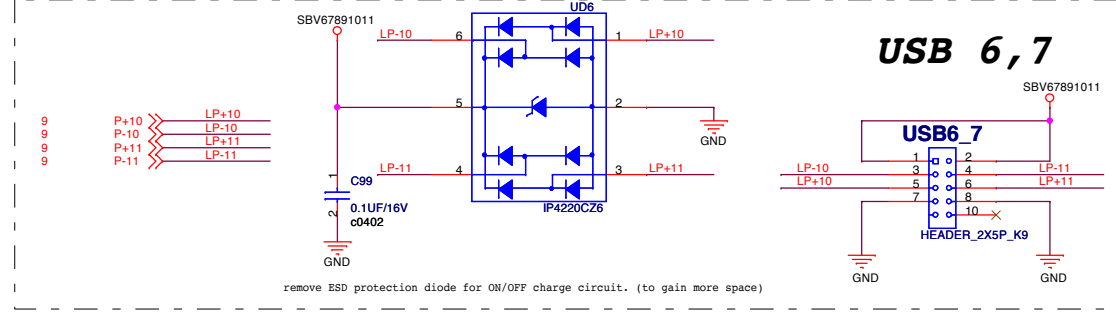 UD6
SBV67891011
LP-10
6
1
LP+10
USB 6,7
5
2
GND
SBV67891011
9
P+10
LP+10
9
P-10
LP-10
9
P+11
LP+11
9
P-11
LP-11
USB6_7
1
2
LP-10
3
4
LP-11
LP+10
5
6
LP+11
7
8
10
HEADER_2X5P_K9
LP-11
4
3
LP+11
IP4220CZ6
1
C99
0.1UF/16V
2
c0402
GND
GND
GND
remove ESD protection diode for ON/OFF charge circuit. (to gain more space)